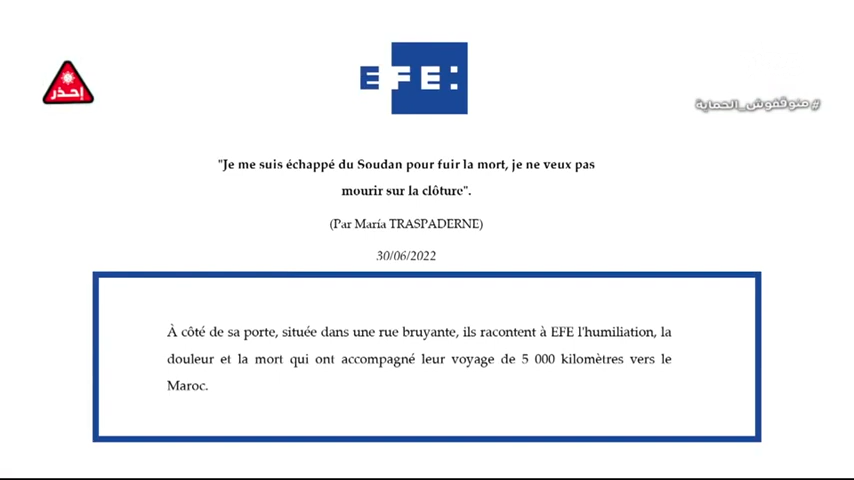 EFE:
إحذر
#منوقفوش_الحماية
"Je me suis échappé du Soudan pour fuir la mort, je ne veux pas
mourir sur la clôture".
(Par María TRASPADERNE)
30/06/2022
À côté de sa porte, située dans une rue bruyante, ils racontent à EFE l'humiliation, la
douleur et la mort qui ont accompagné leur voyage de 5 000 kilomètres vers le
Maroc.